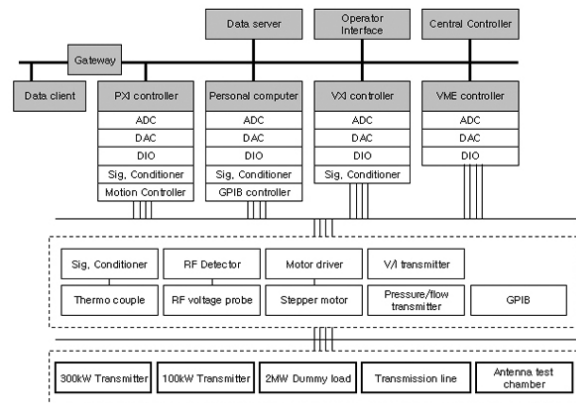 Data server
Operator
Interface
Central Controller
Gateway
Data client
PXI controller
ADC
DAC
DIO
Sig, Conditioner
Motion Controller
Personal computer
ADC
DAC
DIO
Sig, Conditioner
GPIB controller
VXI controller
ADC
DAC
DIO
Sig, Conditioner
VME controller
ADC
DAC
DIO
Sig, Conditioner
RF Detector
Motor driver
V/I transmitter
Thermo couple
RF voltage probe
Stepper motor
Pressure/flow
transmitter
GPIB
300kW Transmitter
100kW Transmitter
2MW Dummy load
Transmission line
Antenna test
chamber